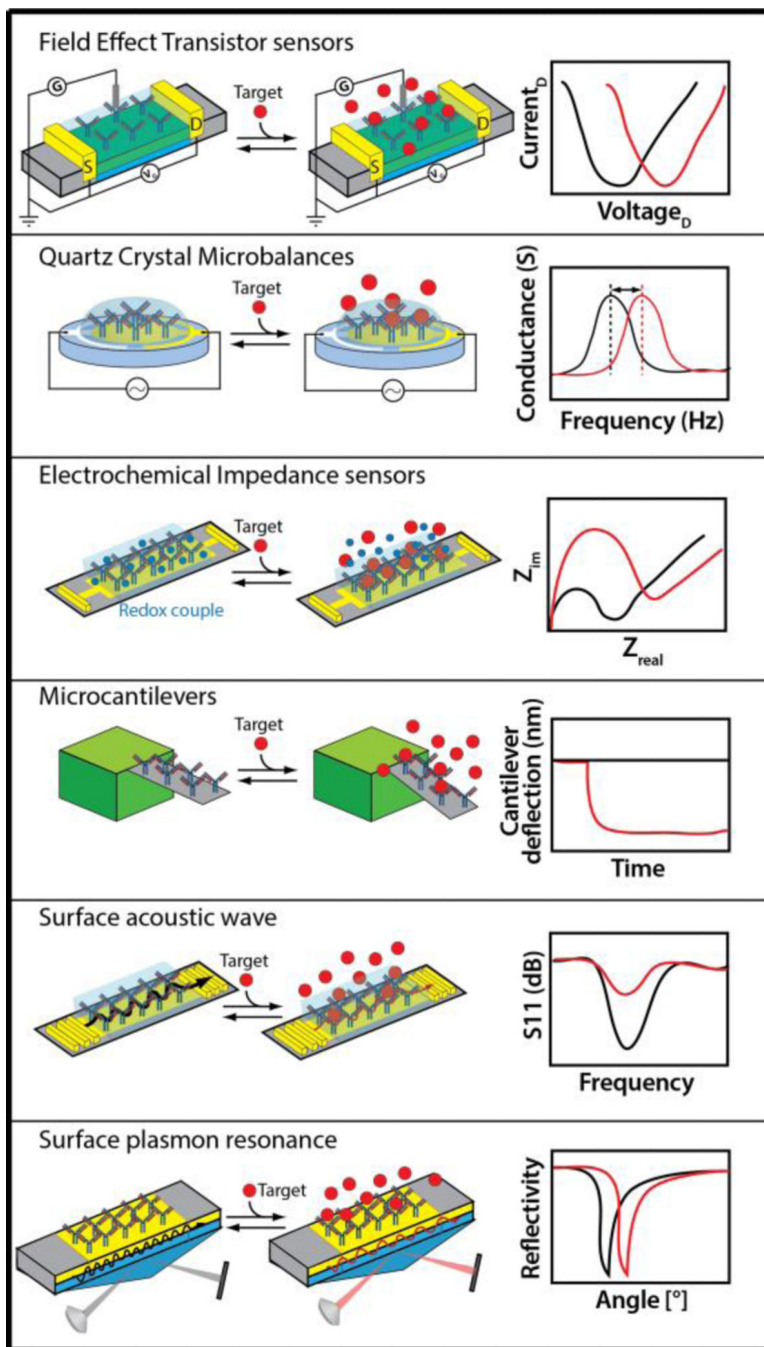 Field Effect Transistor sensors
G
S
D
Target
G
S
D
Current_D
Voltage_D
Quartz Crystal Microbalances
Target
Conductance (S)
Frequency (Hz)
Electrochemical Impedance sensors
Target
Redox couple
Z_im
Z_real
Microcantilevers
Target
Cantilever
deflection (nm)
Time
Surface acoustic wave
Target
S11 (dB)
Frequency
Surface plasmon resonance
Target
Reflectivity
Angle [°]